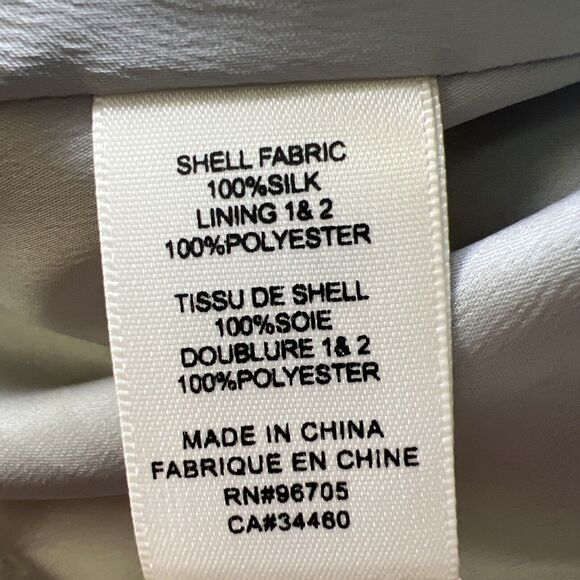 SHELL FABRIC
100%SILK
LINING 1& 2
100%POLYESTER
TISSU DE SHELL
100%SOIE
DOUBLURE 1& 2
100%POLYESTER
MADE IN CHINA
FABRIQUE EN CHINE
RN#96705
CA#34460